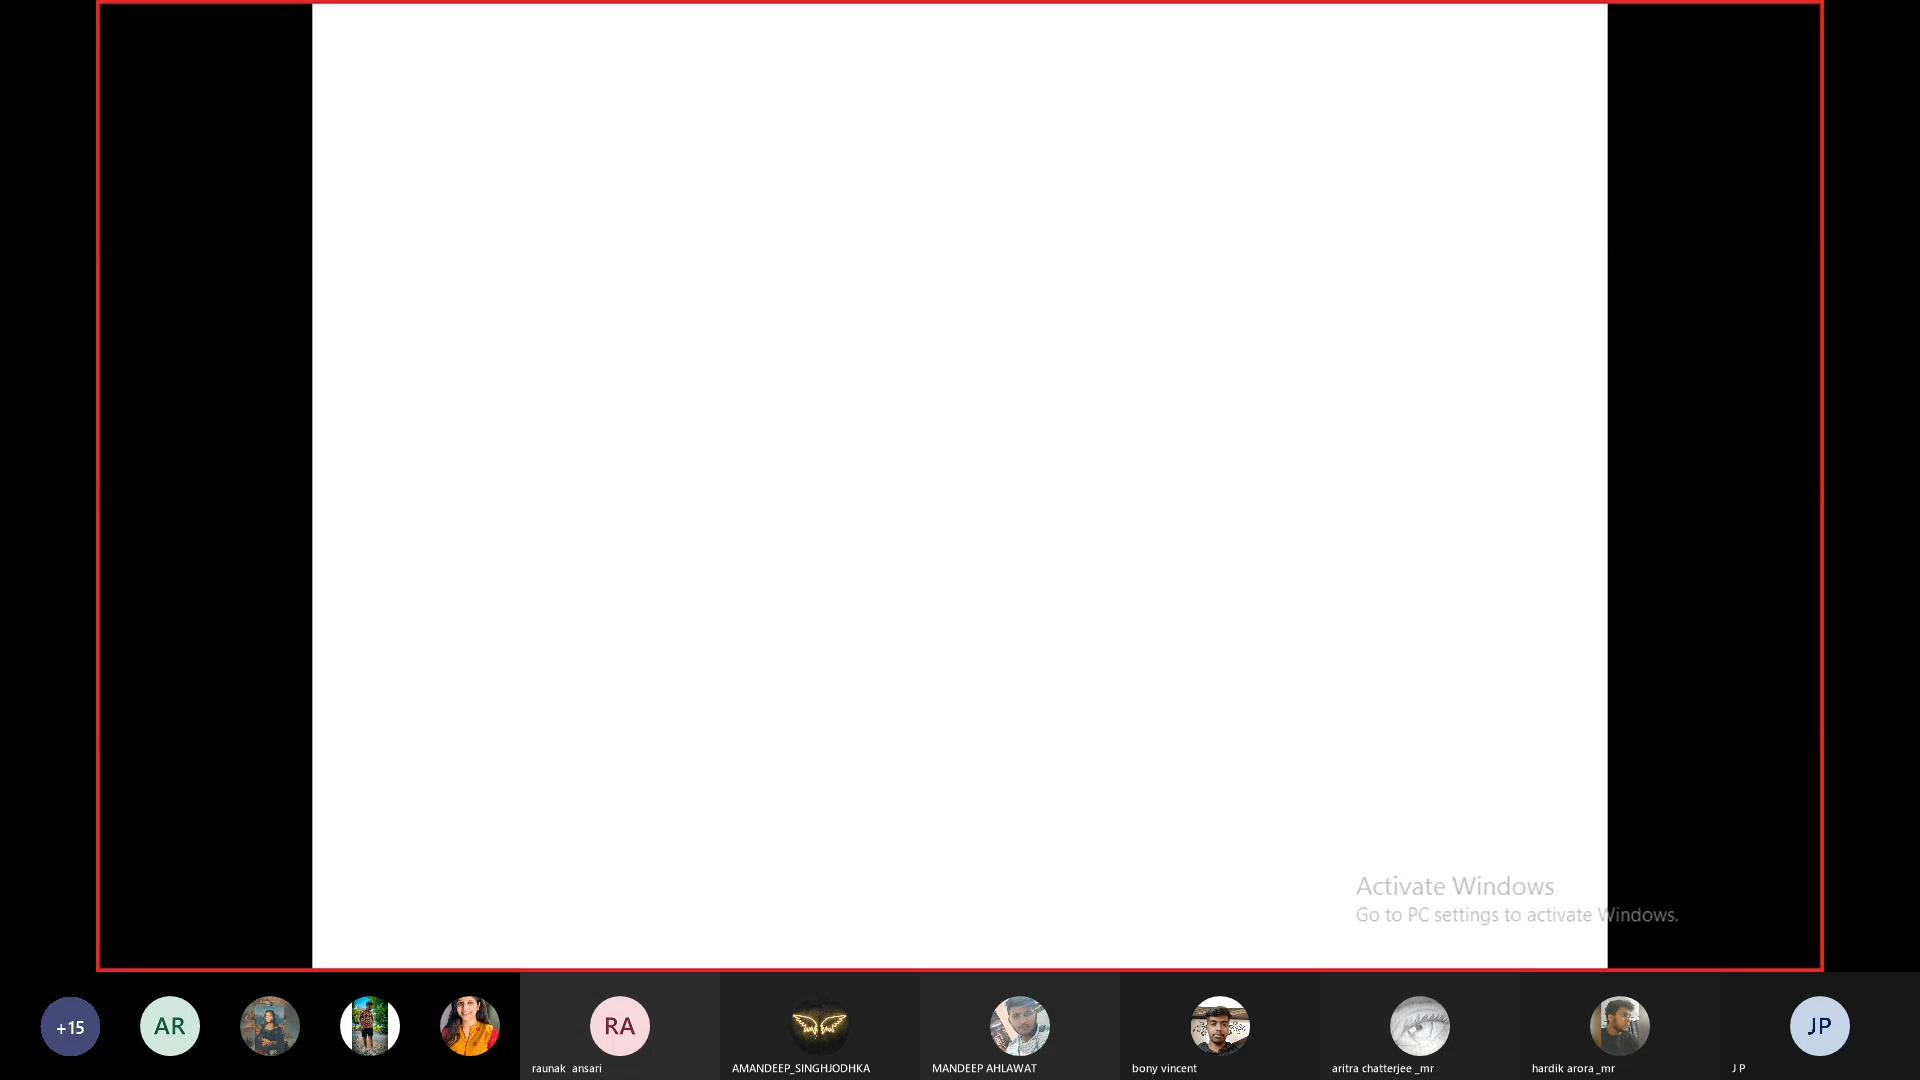 Activate Windows
Go to PC settings to activate Windows.
+15
AR
RA
JP
raunak ansari
AMANDEEP_SINGHJODHKA
MANDEEP AHLAWAT
bony vincent
aritra chatterjee _mr
hardik arora _mr
J P